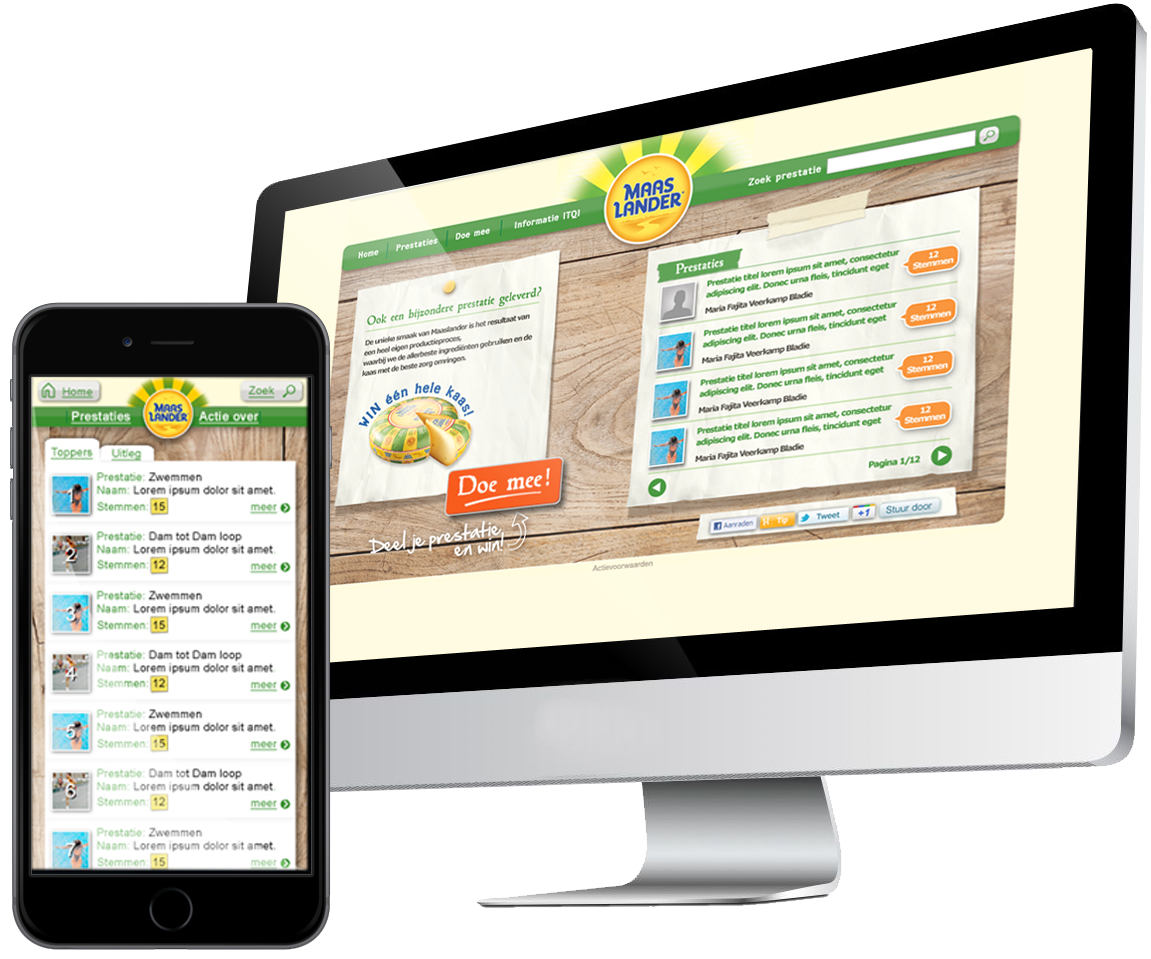 Home
Prestaties
Doe mee
Informatie ITQI
MAAS
LANDER
Zoek prestatie
Ook een bijzondere prestatie geleverd?
De unieke smaak van Maaslander is het resultaat van
een heel eigen productieproces,
waarbij we de allerbeste ingrediënten gebruiken en de
kaas met de beste zorg omringen.
WIN één hele kaas!
Doe mee!
Deel je prestatie
en win!
Prestaties
Prestatie titel lorem ipsum sit amet, consectetur
adipiscing elit. Donec urna fleis, tincidunt eget
Maria Fajita Veerkamp Bladie
12
Stemmen
Prestatie titel lorem ipsum sit amet, consectetur
adipiscing elit. Donec urna fleis, tincidunt eget
Maria Fajita Veerkamp Bladie
12
Stemmen
Prestatie titel lorem ipsum sit amet, consectetur
adipiscing elit. Donec urna fleis, tincidunt eget
Maria Fajita Veerkamp Bladie
12
Stemmen
Prestatie titel lorem ipsum sit amet, consectetur
adipiscing elit. Donec urna fleis, tincidunt eget
Maria Fajita Veerkamp Bladie
12
Stemmen
Pagina 1/12
Aanraden
Tip
Tweet
+1
Stuur door
Actievoorwaarden
Home
Zoek
Prestaties
MAAS
LANDER
Actie over
Toppers
Uitleg
1
Prestatie: Zwemmen
Naam: Lorem ipsum dolor sit amet.
Stemmen: 15 meer
2
Prestatie: Dam tot Dam loop
Naam: Lorem ipsum dolor sit amet.
Stemmen: 12 meer
3
Prestatie: Zwemmen
Naam: Lorem ipsum dolor sit amet.
Stemmen: 15 meer
4
Prestatie: Dam tot Dam loop
Naam: Lorem ipsum dolor sit amet.
Stemmen: 12 meer
5
Prestatie: Zwemmen
Naam: Lorem ipsum dolor sit amet.
Stemmen: 15 meer
6
Prestatie: Dam tot Dam loop
Naam: Lorem ipsum dolor sit amet.
Stemmen: 12 meer
7
Prestatie: Zwemmen
Naam: Lorem ipsum dolor sit amet.
Stemmen: 15 meer